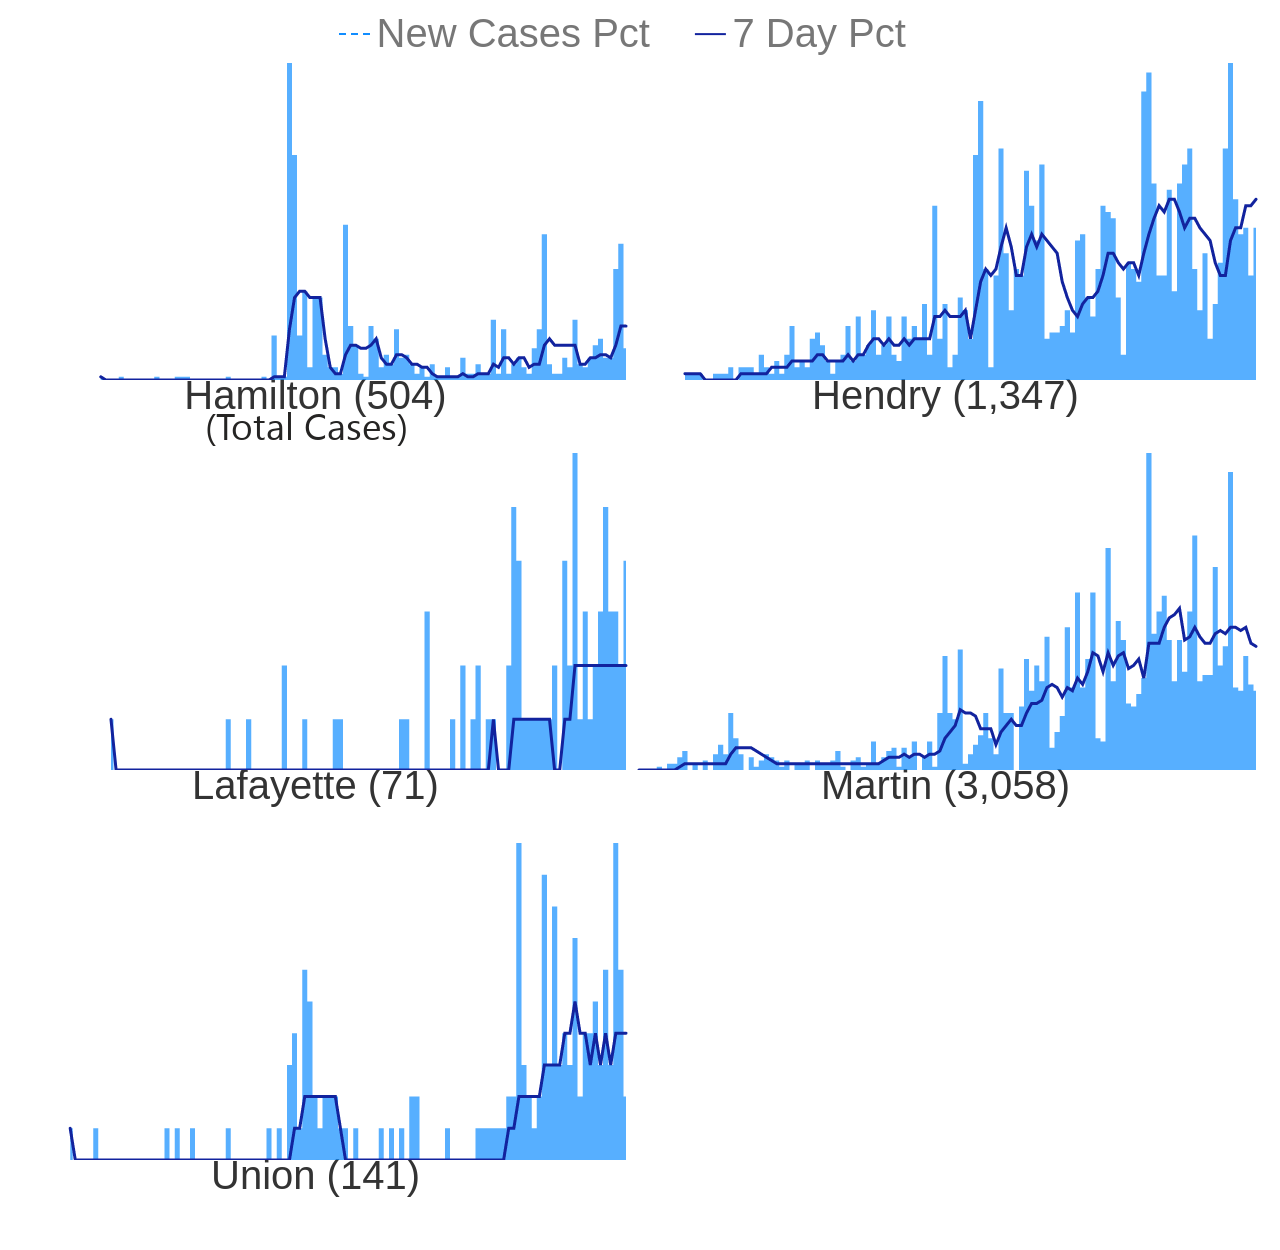 New Cases Pct 7 Day Pct
Hamilton (504) Hendry (1,347)
(Total Cases)
Lafayette (71) Martin (3,058)
Union (141)